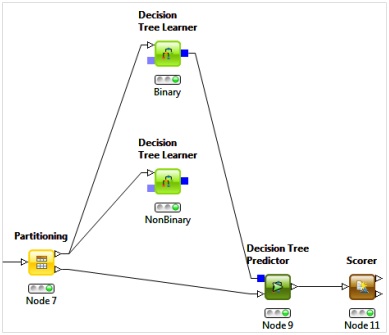 Decision
Tree Learner
Binary
Decision
Tree Learner
NonBinary
Partitioning
Node 7
Decision Tree
Predictor
Node 9
Scorer
Node 11